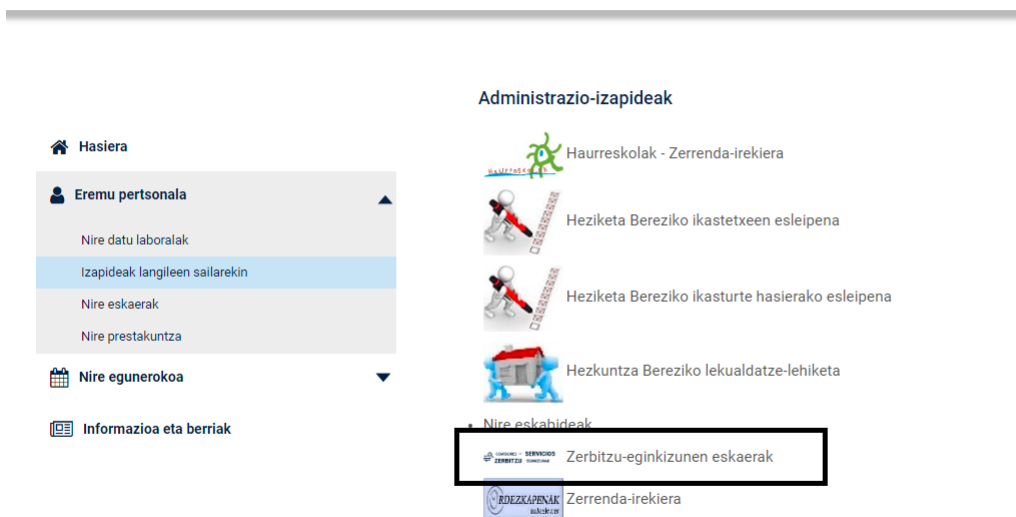 Administrazio-izapideak
Hasiera
Haurreskolak - Zerrenda-irekiera
Eremu pertsonala
Heziketa Bereziko ikastetxeen esleipena
Nire datu laboralak
Izapideak langileen sailarekin
Heziketa Bereziko ikasturte hasierako esleipena
Nire eskaerak
Nire prestakuntza
Hezkuntza Bereziko lekualdatze-lehiketa
Nire egunerokoa
Nire eskabideak
Informazioa eta berriak
SERVICIOS
ZERBITZU
Zerbitzu-eginkizunen eskaerak
ORDEZKAPENAK
Zerrenda-irekiera